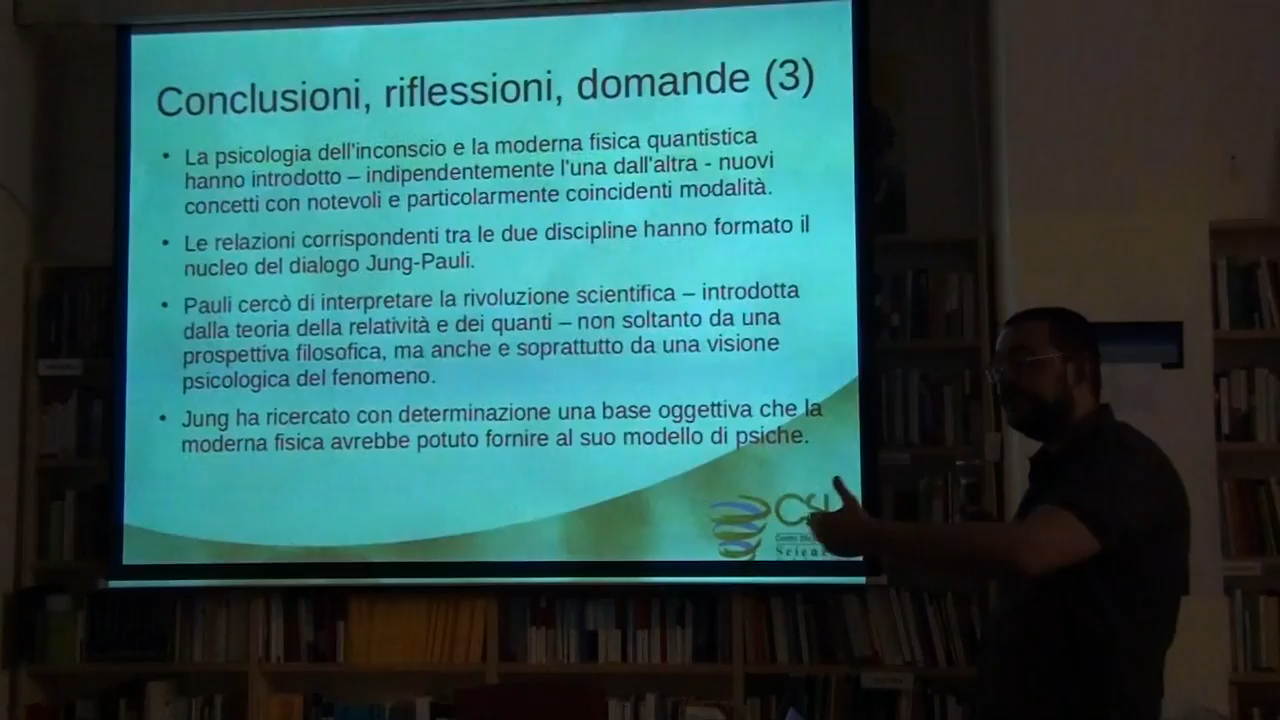 Conclusioni, riflessioni, domande (3)
• La psicologia dell'inconscio e la moderna fisica quantistica
hanno introdotto – indipendentemente l'una dall'altra - nuovi
concetti con notevoli e particolarmente coincidenti modalità.
• Le relazioni corrispondenti tra le due discipline hanno formato il
nucleo del dialogo Jung-Pauli.
• Pauli cercò di interpretare la rivoluzione scientifica – introdotta
dalla teoria della relatività e dei quanti – non soltanto da una
prospettiva filosofica, ma anche e soprattutto da una visione
psicologica del fenomeno.
• Jung ha ricercato con determinazione una base oggettiva che la
moderna fisica avrebbe potuto fornire al suo modello di psiche.